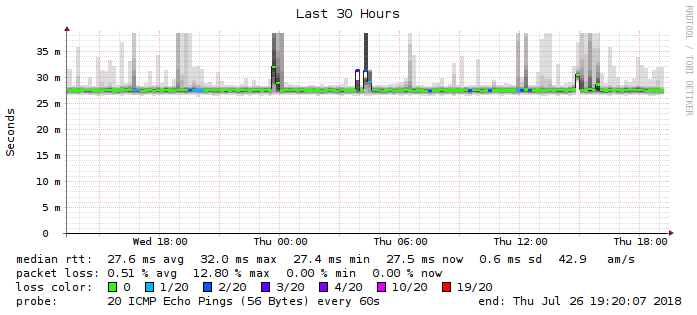 Last 30 Hours
RRDTOOL / TOBI OETIKER
Seconds
35 m
30 m
25 m
20 m
15 m
10 m
5 m
0
Wed 18:00 Thu 00:00 Thu 06:00 Thu 12:00 Thu 18:00
median rtt: 27.6 ms avg 32.0 ms max 27.4 ms min 27.5 ms now 0.6 ms sd 42.9 am/s
packet loss: 0.51 % avg 12.80 % max 0.00 % min 0.00 % now
loss color: 0 1/20 2/20 3/20 4/20 10/20 19/20
probe: 20 ICMP Echo Pings (56 Bytes) every 60s end: Thu Jul 26 19:20:07 2018